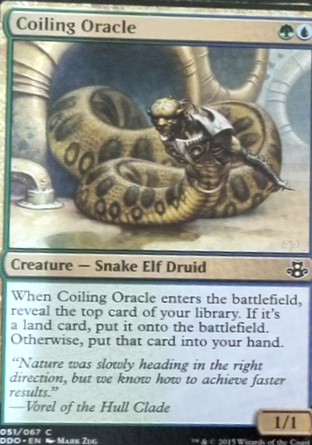 Coiling Oracle
Creature — Snake Elf Druid
When Coiling Oracle enters the battlefield,
reveal the top card of your library. If it's
a land card, put it onto the battlefield.
Otherwise, put that card into your hand.
"Nature was slowly heading in the right
direction, but we know how to achieve faster
results."
—Vorel of the Hull Clade
1/1
051/067 C
DDO • EN Mark Zug
™ & © 2015 Wizards of the Coast